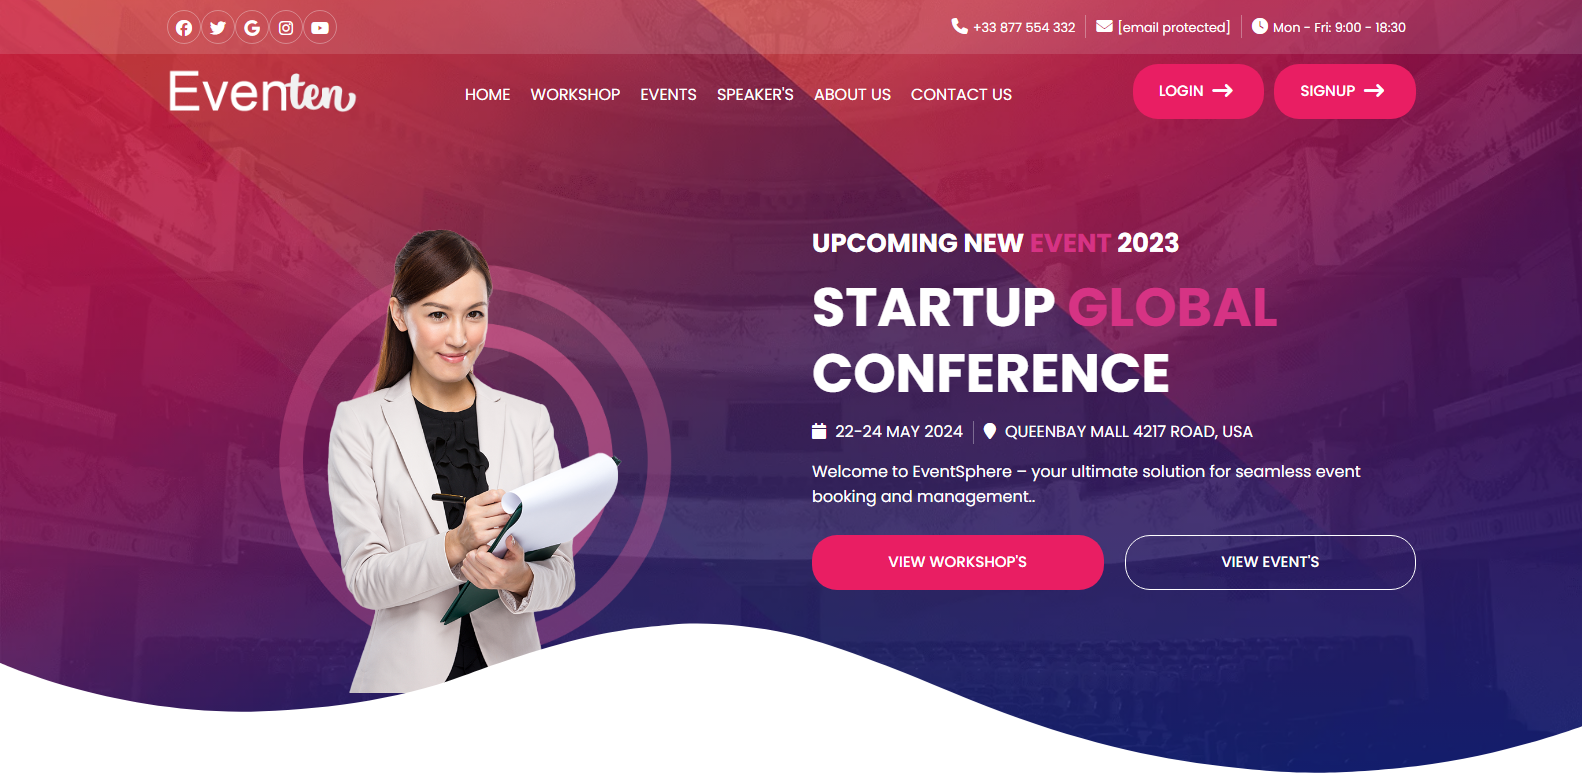 +33 877 554 332
[email protected]
Mon - Fri: 9:00 - 18:30
Eventen
HOME WORKSHOP EVENTS SPEAKER'S ABOUT US CONTACT US
LOGIN
SIGNUP
UPCOMING NEW EVENT 2023
STARTUP GLOBAL
CONFERENCE
22-24 MAY 2024
QUEENBAY MALL 4217 ROAD, USA
Welcome to EventSphere – your ultimate solution for seamless event
booking and management..
VIEW WORKSHOP'S
VIEW EVENT'S